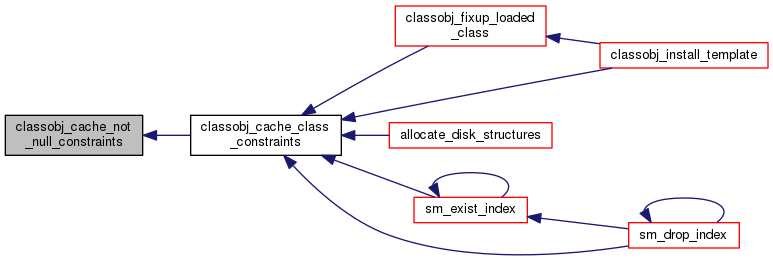 classobj_cache_not
_null_constraints
classobj_cache_class
_constraints
classobj_fixup_loaded
_class
classobj_install_template
allocate_disk_structures
sm_exist_index
sm_drop_index